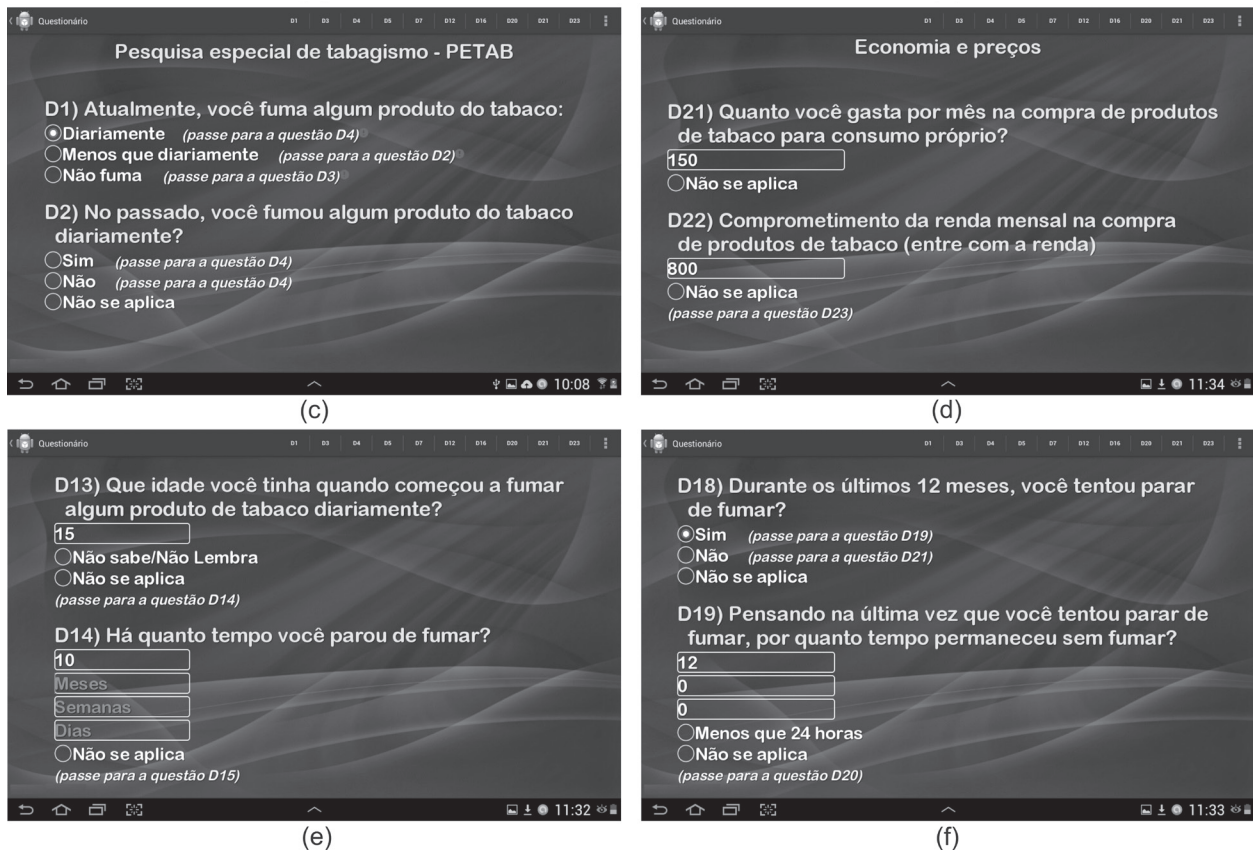 Questionário D1 D3 D4 D5 D7 D12 D16 D20 D21 D23
Pesquisa especial de tabagismo - PETAB
D1) Atualmente, você fuma algum produto do tabaco:
Diariamente (passe para a questão D4)
Menos que diariamente (passe para a questão D2)
Não fuma (passe para a questão D3)
D2) No passado, você fumou algum produto do tabaco
diariamente?
Sim (passe para a questão D4)
Não (passe para a questão D4)
Não se aplica
10:08
(c)
Questionário D1 D3 D4 D5 D7 D12 D16 D20 D21 D23
Economia e preços
D21) Quanto você gasta por mês na compra de produtos
de tabaco para consumo próprio?
150
Não se aplica
D22) Comprometimento da renda mensal na compra
de produtos de tabaco (entre com a renda)
800
Não se aplica
(passe para a questão D23)
11:34
(d)
Questionário D1 D3 D4 D5 D7 D12 D16 D20 D21 D23
D13) Que idade você tinha quando começou a fumar
algum produto de tabaco diariamente?
15
Não sabe/Não Lembra
Não se aplica
(passe para a questão D14)
D14) Há quanto tempo você parou de fumar?
10
Meses
Semanas
Dias
Não se aplica
(passe para a questão D15)
11:32
(e)
Questionário D1 D3 D4 D5 D7 D12 D16 D20 D21 D23
D18) Durante os últimos 12 meses, você tentou parar
de fumar?
Sim (passe para a questão D19)
Não (passe para a questão D21)
Não se aplica
D19) Pensando na última vez que você tentou parar de
fumar, por quanto tempo permaneceu sem fumar?
12
0
0
Menos que 24 horas
Não se aplica
(passe para a questão D20)
11:33
(f)